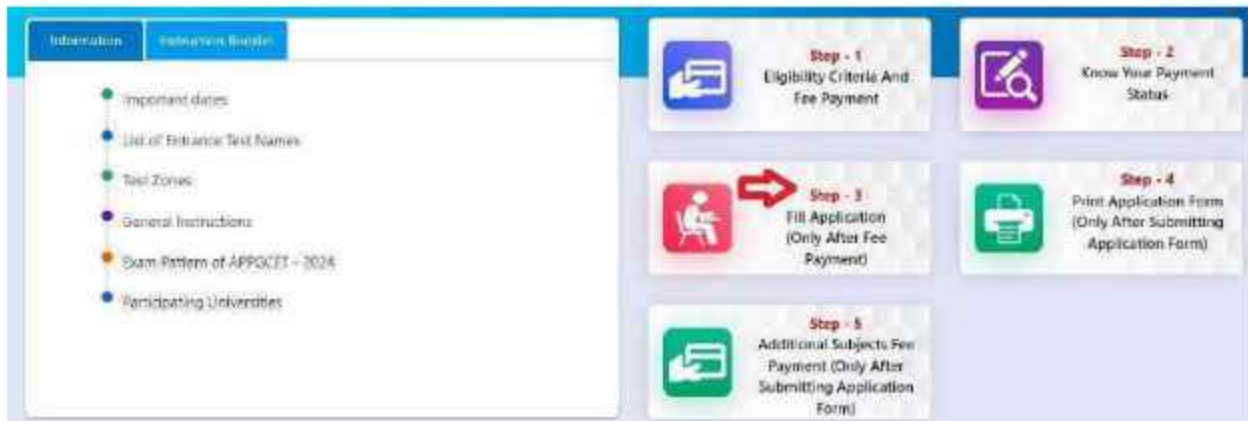 Information
Instruction Booklet
Important dates
List of Entrance Test Names
Test Zones
General Instructions
Exam Pattern of APPGCET - 2024
Participating Universities
Step - 1
Eligibility Criteria And
Fee Payment
Step - 2
Know Your Payment
Status
Step - 3
Fill Application
(Only After Fee
Payment)
Step - 4
Print Application Form
(Only After Submitting
Application Form)
Step - 5
Additional Subjects Fee
Payment (Only After
Submitting Application
Form)